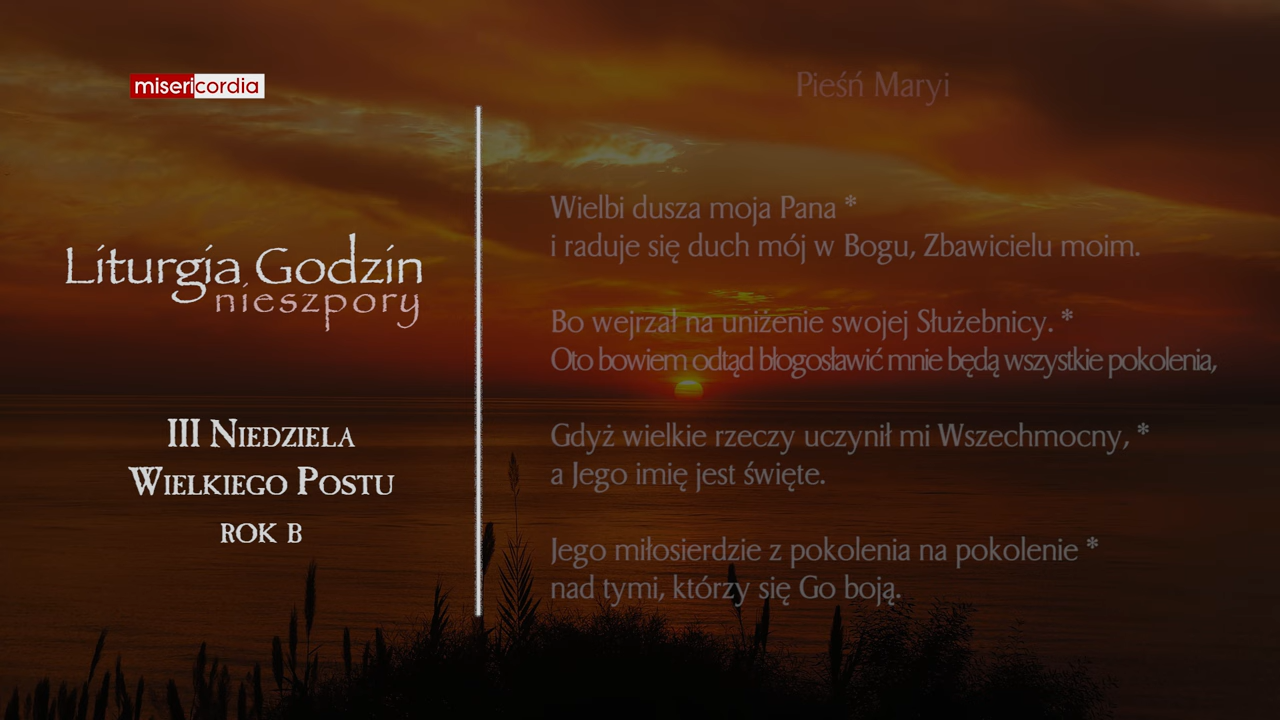 misericordia
Liturgia Godzin
nieszpory
III Niedziela
Wielkiego Postu
rok B
Pieśń Maryi
Wielbi dusza moja Pana *
i raduje się duch mój w Bogu, Zbawicielu moim.
Bo wejrzał na uniżenie swojej Służebnicy. *
Oto bowiem odtąd błogosławić mnie będą wszystkie pokolenia,
Gdyż wielkie rzeczy uczynił mi Wszechmocny, *
a Jego imię jest święte.
Jego miłosierdzie z pokolenia na pokolenie *
nad tymi, którzy się Go boją.